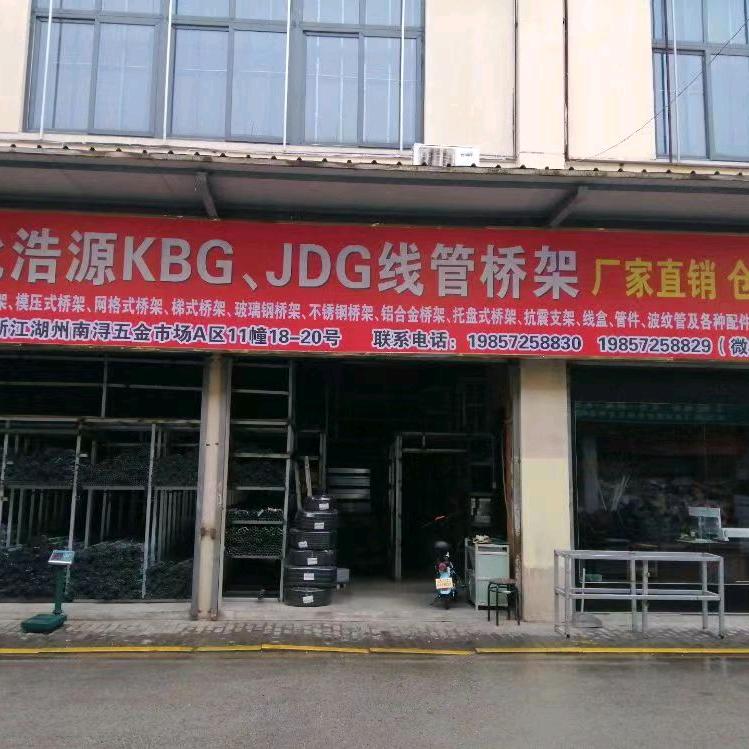 浩源KBG、JDG线管桥架 厂家直销 仓
架、模压式桥架、网格式桥架、梯式桥架、玻璃钢桥架、不锈钢桥架、铝合金桥架、托盘式桥架、抗震支架、线盒、管件、波纹管及各种配件
浙江湖州南浔五金市场A区11幢18-20号 联系电话：19857258830 19857258829（微